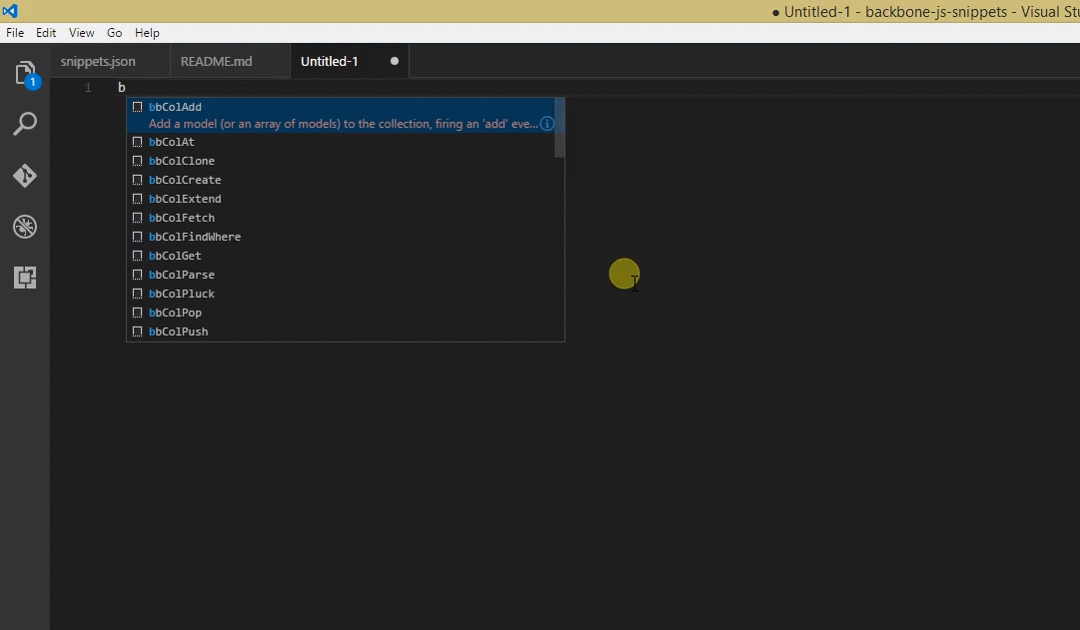 ● Untitled-1 - backbone-js-snippets - Visual Stu
File Edit View Go Help
snippets.json README.md Untitled-1 ●
1
1 b
bbColAdd
Add a model (or an array of models) to the collection, firing an 'add' eve...
bbColAt
bbColClone
bbColCreate
bbColExtend
bbColFetch
bbColFindWhere
bbColGet
bbColParse
bbColPluck
bbColPop
bbColPush